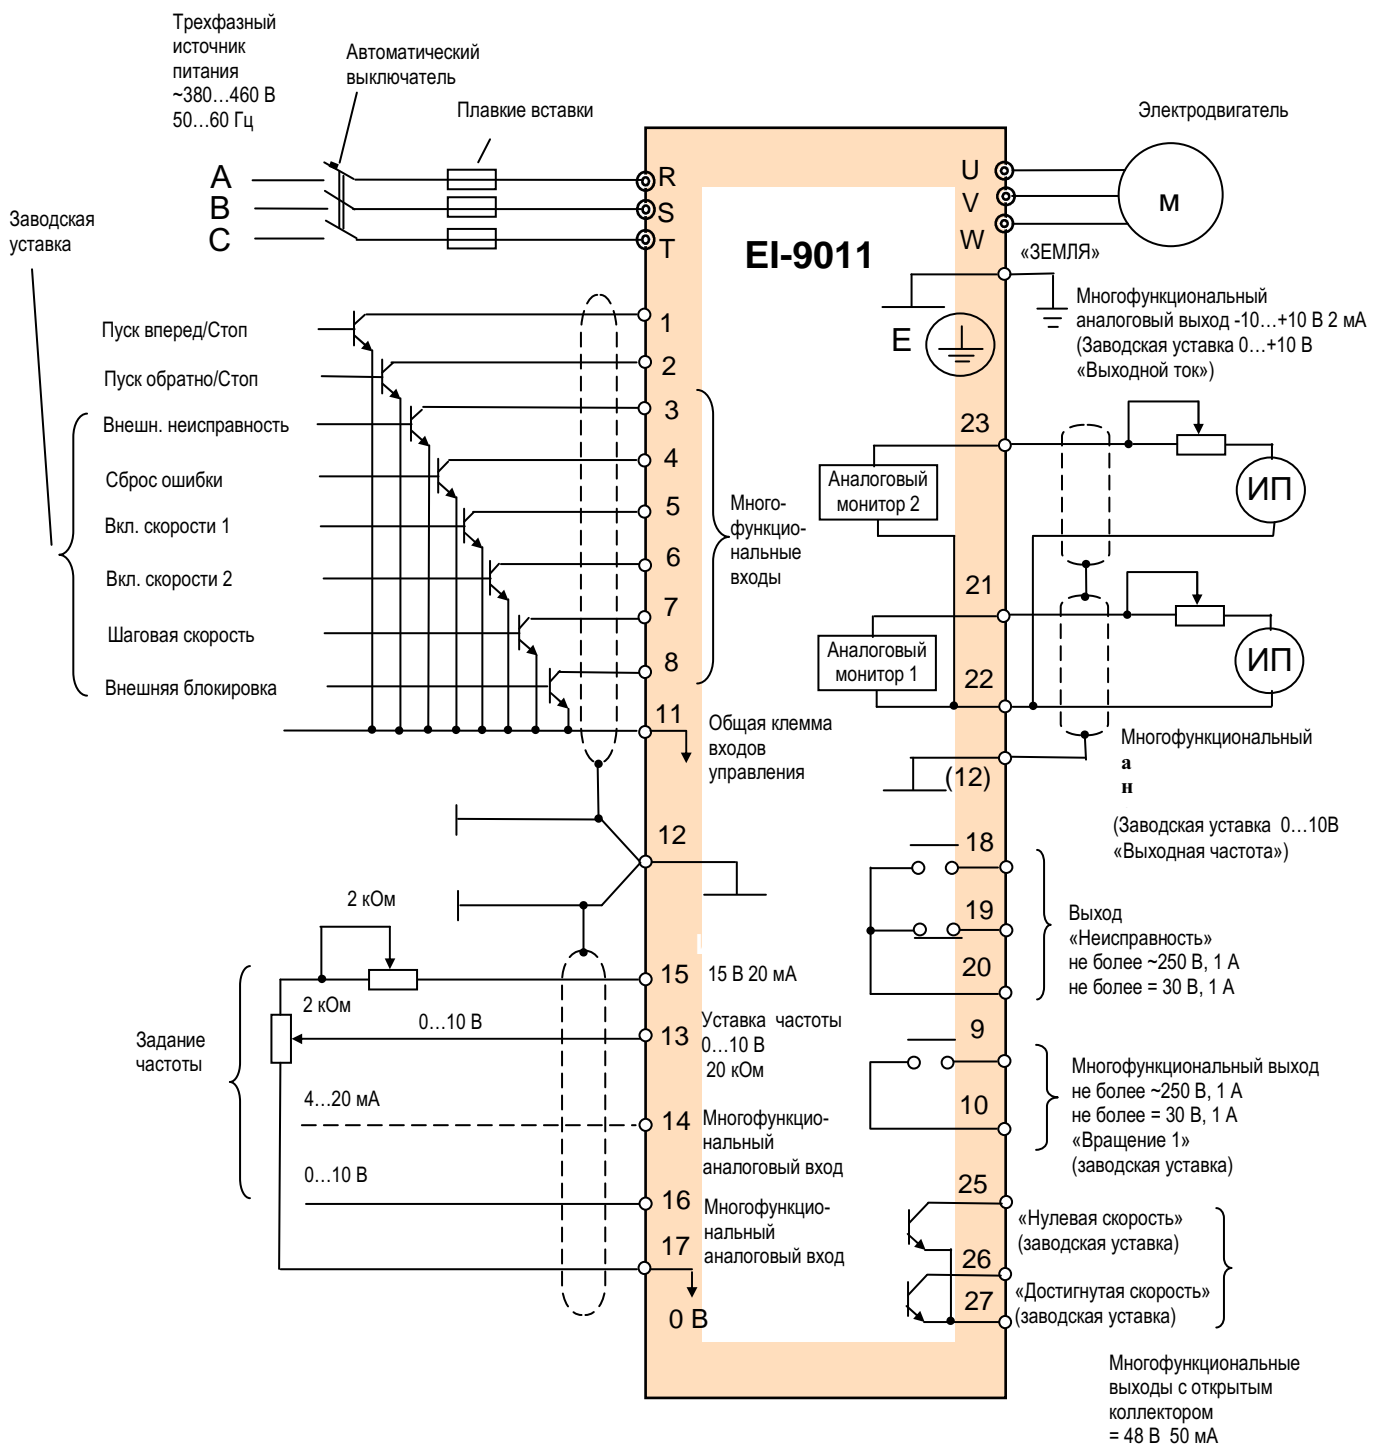 Трехфазный
источник
питания
~380…460 В
50…60 Гц
Автоматический
выключатель
Плавкие вставки
Электродвигатель
A
B
C
R
S
T
U
V
W
М
EI-9011
Заводская
уставка
«ЗЕМЛЯ»
E
Многофункциональный
аналоговый выход -10…+10 В 2 мА
(Заводская уставка 0…+10 В
«Выходной ток»)
Пуск вперед/Стоп
1
Пуск обратно/Стоп
2
Внешн. неисправность
3
Сброс ошибки
4
Вкл. скорости 1
5
Вкл. скорости 2
6
Шаговая скорость
7
Внешняя блокировка
8
Много-
функцио-
нальные
входы
11
Общая клемма
входов
управления
23
Аналоговый
монитор 2
ИП
21
Аналоговый
монитор 1
ИП
22
(12)
Многофункциональный
а
н
(Заводская уставка 0…10В
«Выходная частота»)
12
18
19
20
Выход
«Неисправность»
не более ~250 В, 1 А
не более = 30 В, 1 А
2 кОм
15
15 В 20 мА
2 кОм
0…10 В
13
Уставка частоты
0…10 В
20 кОм
Задание
частоты
4…20 мА
14
Многофункцио-
нальный
аналоговый вход
0…10 В
16
Многофункцио-
нальный
аналоговый вход
17
0 В
9
10
Многофункциональный выход
не более ~250 В, 1 А
не более = 30 В, 1 А
«Вращение 1»
(заводская уставка)
25
«Нулевая скорость»
(заводская уставка)
26
27
«Достигнутая скорость»
(заводская уставка)
Многофункциональные
выходы с открытым
коллектором
= 48 В 50 мА